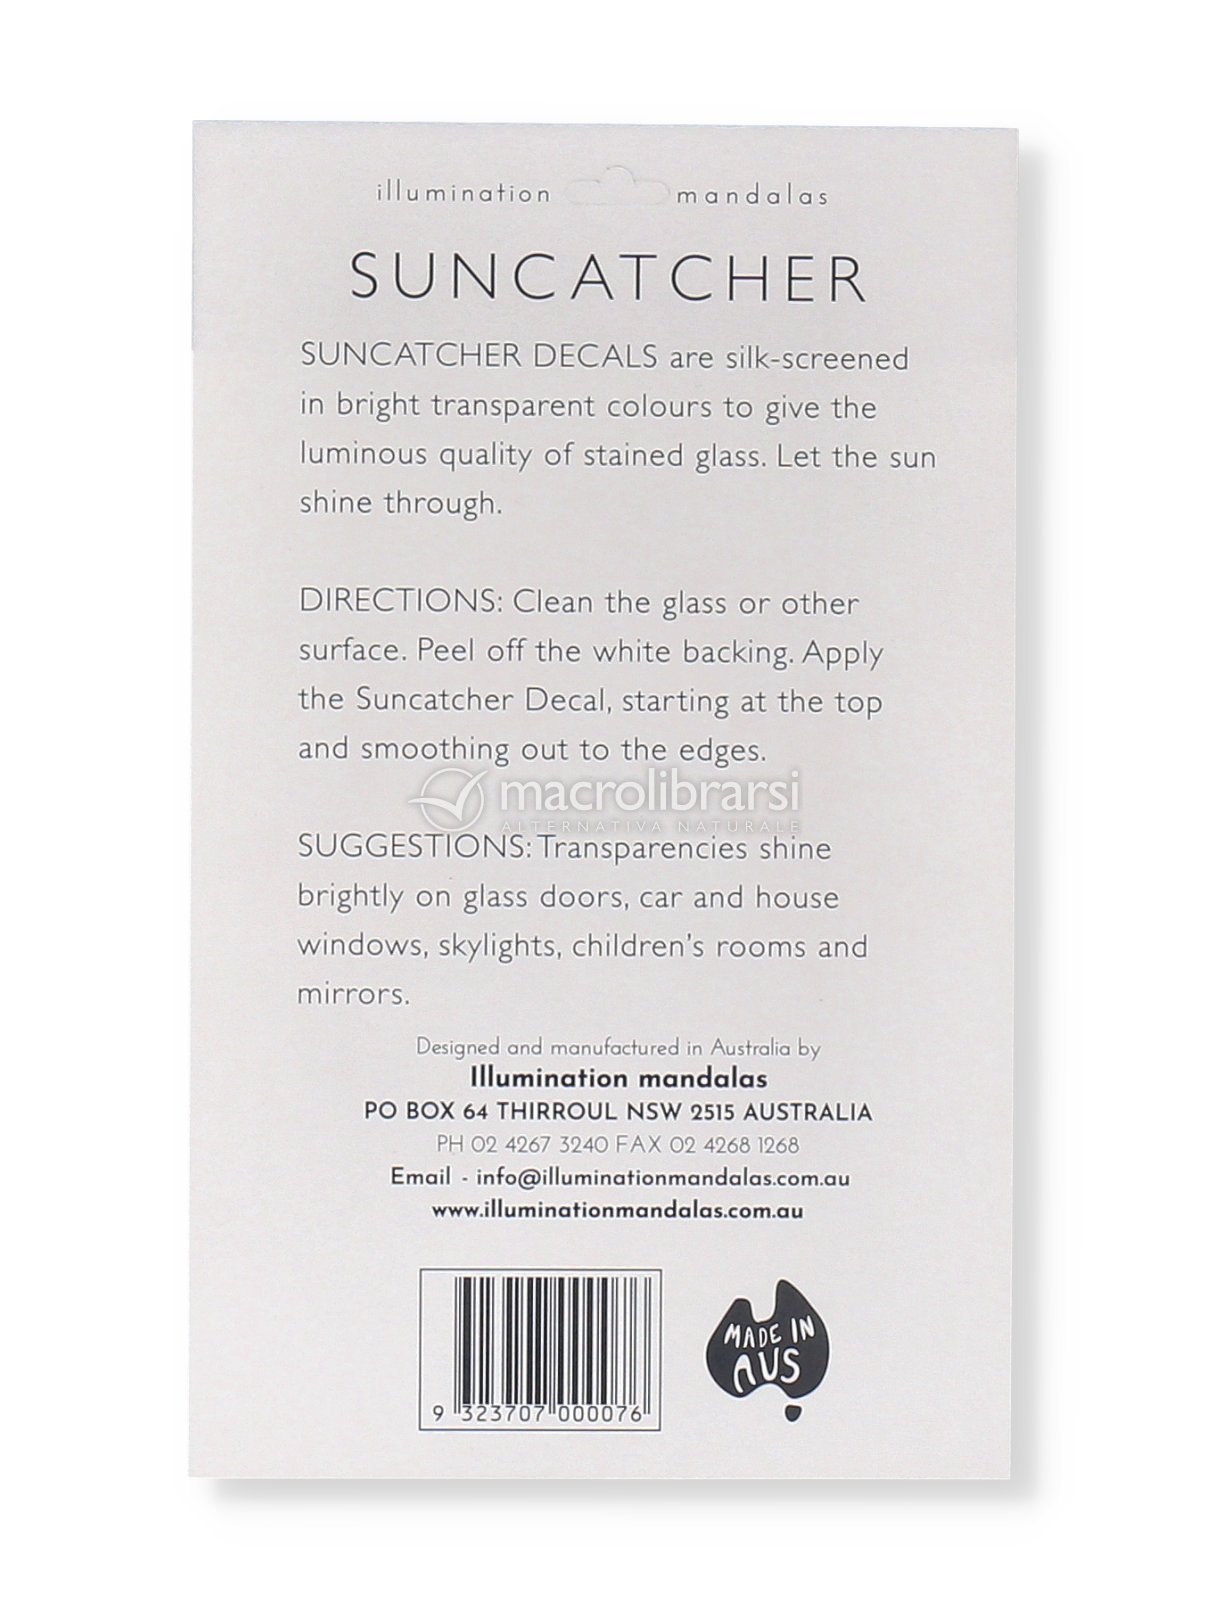 illumination mandalas
SUNCATCHER
SUNCATCHER DECALS are silk-screened
in bright transparent colours to give the
luminous quality of stained glass. Let the sun
shine through.
DIRECTIONS: Clean the glass or other
surface. Peel off the white backing. Apply
the Suncatcher Decal, starting at the top
and smoothing out to the edges.
macrolibrarsi
ALTERNATIVA NATURALE
SUGGESTIONS: Transparencies shine
brightly on glass doors, car and house
windows, skylights, children's rooms and
mirrors.
Designed and manufactured in Australia by
Illumination mandalas
PO BOX 64 THIRROUL NSW 2515 AUSTRALIA
PH 02 4267 3240 FAX 02 4268 1268
Email - info@illuminationmandalas.com.au
www.illuminationmandalas.com.au
MADE IN
AUS
9 323707 000076